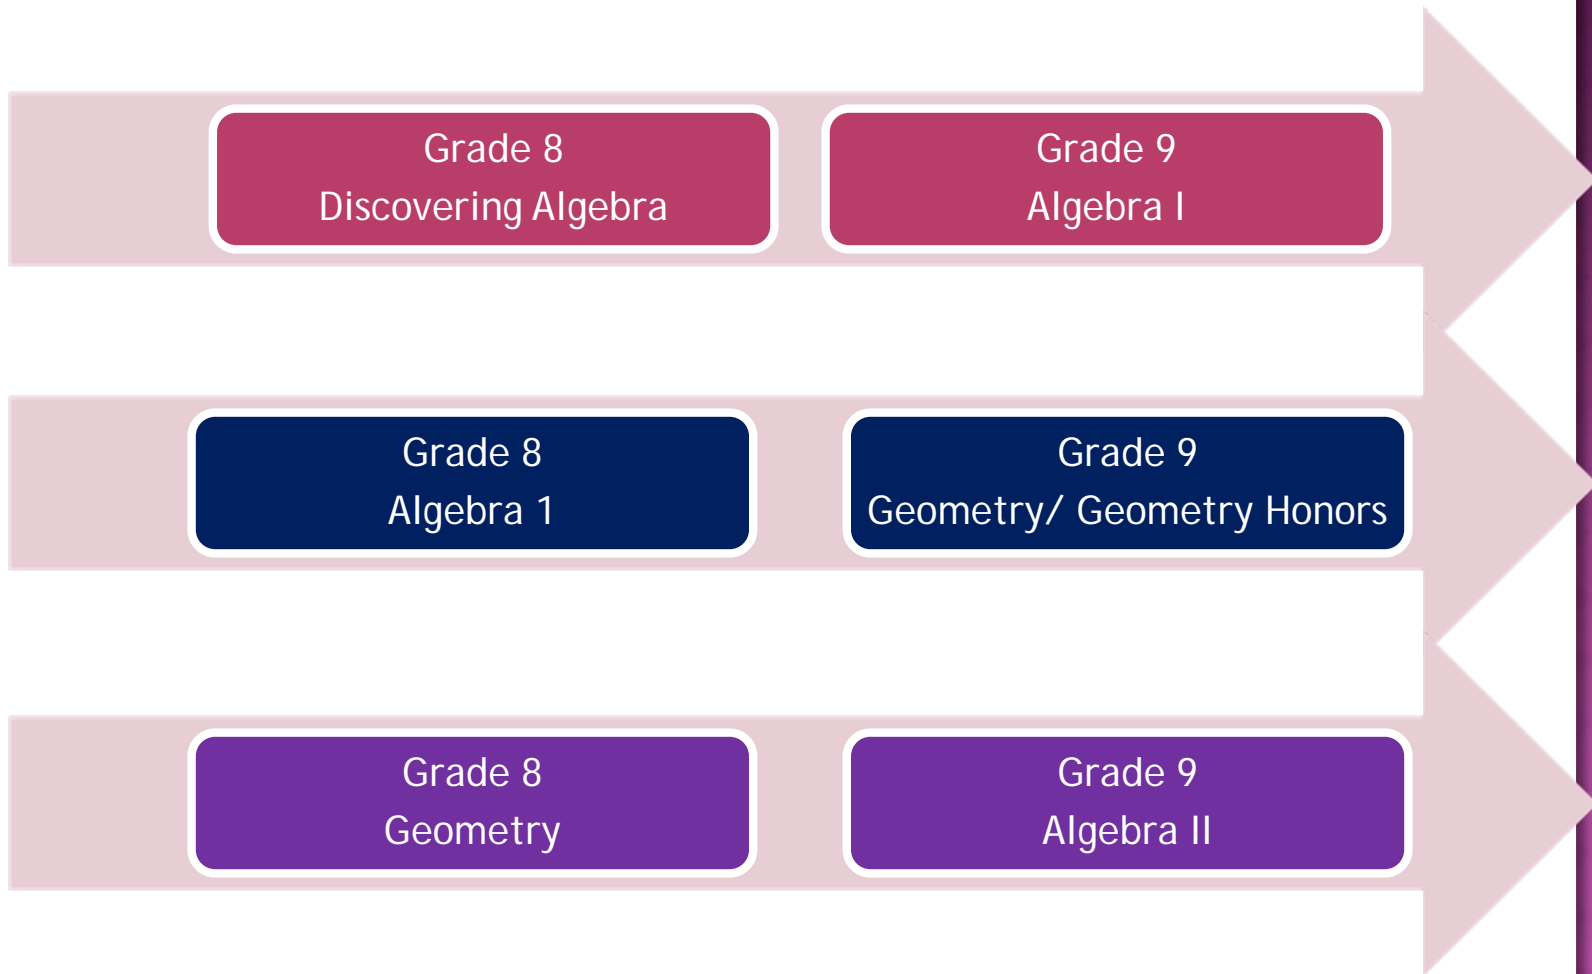 Grade 8
Discovering Algebra
Grade 9
Algebra I
Grade 8
Algebra 1
Grade 9
Geometry/ Geometry Honors
Grade 8
Geometry
Grade 9
Algebra II